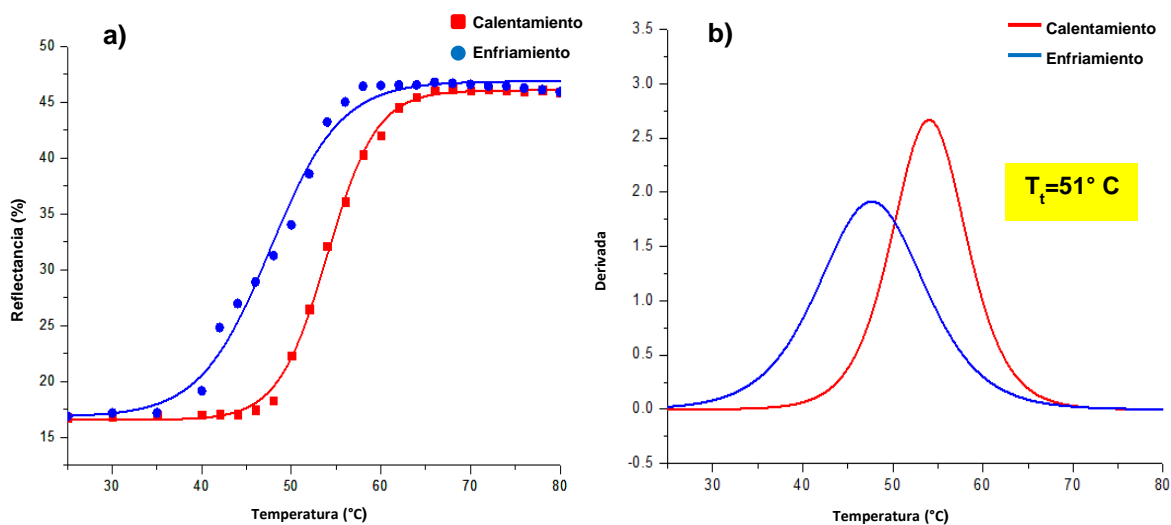 a)
Calentamiento
Enfriamiento
50
45
40
35
30
25
20
15
Reflectancia (%)
30 40 50 60 70 80
Temperatura (°C)
b)
Calentamiento
Enfriamiento
3.5
3.0
2.5
2.0
1.5
1.0
0.5
0.0
-0.5
Derivada
Tt=51° C
30 40 50 60 70 80
Temperatura (°C)